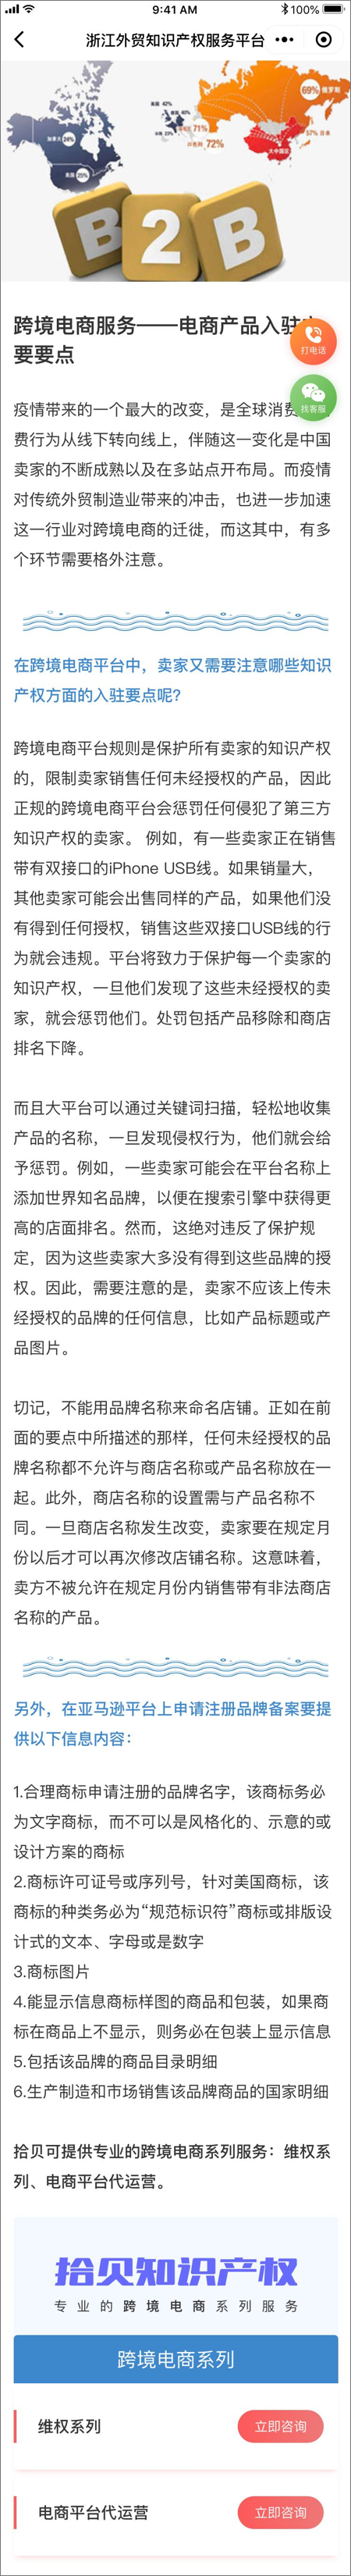 9:41 AM
100%
浙江外贸知识产权服务平台
加拿大 24%
美国 25%
英国 42%
德国 40%
71%
以色列 72%
69% 俄罗斯
57% 日本
大中国区
B 2 B
跨境电商服务——电商产品入驻
要要点
打电话
找客服
疫情带来的一个最大的改变，是全球消费
费行为从线下转向线上，伴随这一变化是中国
卖家的不断成熟以及在多站点开布局。而疫情
对传统外贸制造业带来的冲击，也进一步加速
这一行业对跨境电商的迁徙，而这其中，有多
个环节需要格外注意。
在跨境电商平台中，卖家又需要注意哪些知识
产权方面的入驻要点呢？
跨境电商平台规则是保护所有卖家的知识产权
的，限制卖家销售任何未经授权的产品，因此
正规的跨境电商平台会惩罚任何侵犯了第三方
知识产权的卖家。 例如，有一些卖家正在销售
带有双接口的iPhone USB线。如果销量大，
其他卖家可能会出售同样的产品，如果他们没
有得到任何授权，销售这些双接口USB线的行
为就会违规。平台将致力于保护每一个卖家的
知识产权，一旦他们发现了这些未经授权的卖
家，就会惩罚他们。处罚包括产品移除和商店
排名下降。
而且大平台可以通过关键词扫描，轻松地收集
产品的名称，一旦发现侵权行为，他们就会给
予惩罚。例如，一些卖家可能会在平台名称上
添加世界知名品牌，以便在搜索引擎中获得更
高的店面排名。然而，这绝对违反了保护规
定，因为这些卖家大多没有得到这些品牌的授
权。因此，需要注意的是，卖家不应该上传未
经授权的品牌的任何信息，比如产品标题或产
品图片。
切记，不能用品牌名称来命名店铺。正如在前
面的要点中所描述的那样，任何未经授权的品
牌名称都不允许与商店名称或产品名称放在一
起。此外，商店名称的设置需与产品名称不
同。一旦商店名称发生改变，卖家要在规定月
份以后才可以再次修改店铺名称。这意味着，
卖方不被允许在规定月份内销售带有非法商店
名称的产品。
另外，在亚马逊平台上申请注册品牌备案要提
供以下信息内容：
1.合理商标申请注册的品牌名字，该商标务必
为文字商标，而不可以是风格化的、示意的或
设计方案的商标
2.商标许可证号或序列号，针对美国商标，该
商标的种类务必为“规范标识符”商标或排版设
计式的文本、字母或是数字
3.商标图片
4.能显示信息商标样图的商品和包装，如果商
标在商品上不显示，则务必在包装上显示信息
5.包括该品牌的商品目录明细
6.生产制造和市场销售该品牌商品的国家明细
拾贝可提供专业的跨境电商系列服务：维权系
列、电商平台代运营。
拾贝知识产权
专业的跨境电商系列服务
跨境电商系列
维权系列
立即咨询
电商平台代运营
立即咨询